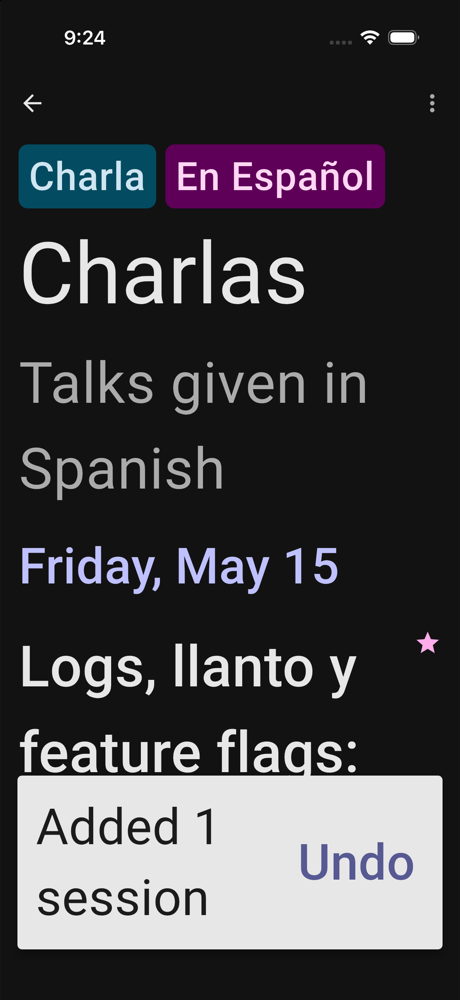 9:24
Charla En Español
Charlas
Talks given in
Spanish
Friday, May 15
Logs, llanto y
feature flags:
Added 1
session
Undo